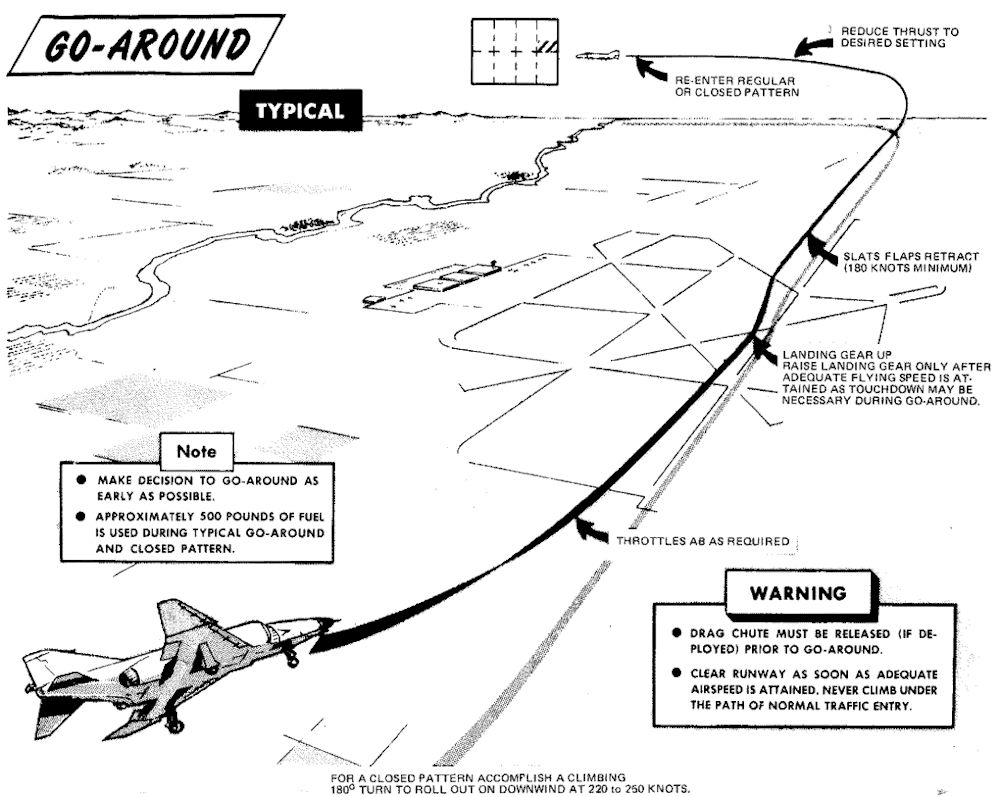 GO-AROUND
TYPICAL
REDUCE THRUST TO
DESIRED SETTING
RE-ENTER REGULAR
OR CLOSED PATTERN
SLATS FLAPS RETRACT
(180 KNOTS MINIMUM)
LANDING GEAR UP
RAISE LANDING GEAR ONLY AFTER
ADEQUATE FLYING SPEED IS AT-
TAINED AS TOUCHDOWN MAY BE
NECESSARY DURING GO-AROUND.
Note
● MAKE DECISION TO GO-AROUND AS
EARLY AS POSSIBLE.
● APPROXIMATELY 500 POUNDS OF FUEL
IS USED DURING TYPICAL GO-AROUND
AND CLOSED PATTERN.
THROTTLES AB AS REQUIRED
WARNING
● DRAG CHUTE MUST BE RELEASED (IF DE-
PLOYED) PRIOR TO GO-AROUND.
● CLEAR RUNWAY AS SOON AS ADEQUATE
AIRSPEED IS ATTAINED. NEVER CLIMB UNDER
THE PATH OF NORMAL TRAFFIC ENTRY.
FOR A CLOSED PATTERN ACCOMPLISH A CLIMBING
180° TURN TO ROLL OUT ON DOWNWIND AT 220 to 250 KNOTS.